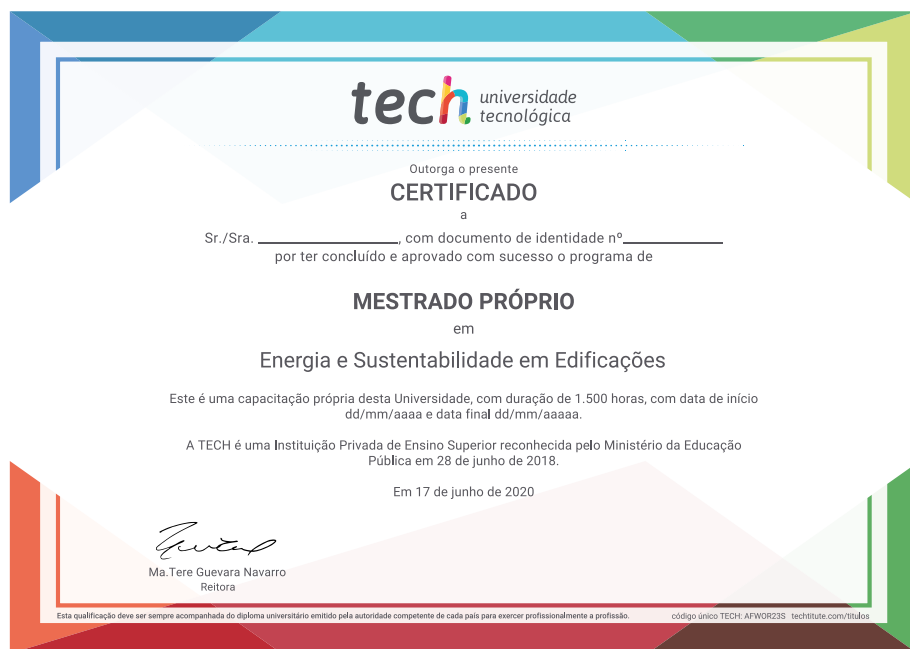 tech universidade
tecnológica
Outorga o presente
CERTIFICADO
a
Sr./Sra. ____________________, com documento de identidade nº______________
por ter concluído e aprovado com sucesso o programa de
MESTRADO PRÓPRIO
em
Energia e Sustentabilidade em Edificações
Este é uma capacitação própria desta Universidade, com duração de 1.500 horas, com data de início
dd/mm/aaaa e data final dd/mm/aaaaa.
A TECH é uma Instituição Privada de Ensino Superior reconhecida pelo Ministério da Educação
Pública em 28 de junho de 2018.
Em 17 de junho de 2020
Ma.Tere Guevara Navarro
Reitora
Esta qualificação deve ser sempre acompanhada do diploma universitário emitido pela autoridade competente de cada país para exercer profissionalmente a profissão. código único TECH: AFWOR23S techtitute.com/titulos